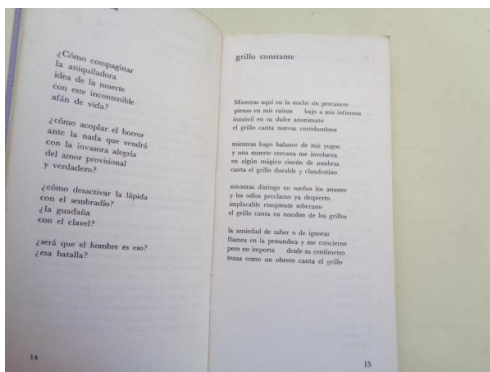 ¿Cómo compaginar
la aniquiladora
idea de la muerte
con este incontenible
afán de vida?
¿cómo acoplar el horror
ante la nada que vendrá
con la invasora alegría
del amor provisional
y verdadero?
¿cómo desactivar la lápida
con el sembradío?
¿la guadaña
con el clavel?
¿será que el hombre es eso?
¿esa batalla?
14
grillo constante
Mientras aquí en la noche sin percances
pienso en mis ruinas bajo a mis infiernos
inmóvil en su dulce anonimato
el grillo canta nuevas certidumbres
mientras hago balance de mis yugos
y una muerte cercana me involucra
en algún mágico rincón de sombras
canta el grillo durable y clandestino
mientras distingo en sueños los amores
y los odios proclamo ya despierto
implacable rompiente soberano
el grillo canta en nombre de los grillos
la ansiedad de saber o de ignorar
flamea en la penumbra y me concierne
pero no importa desde su centímetro
tenaz como un obrero canta el grillo
15